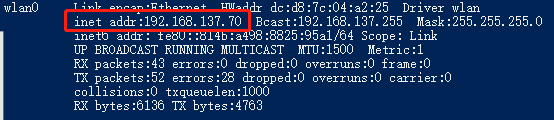 wlan0 Link encap:Ethernet HWaddr dc:d8:7c:04:a2:25 Driver wlan
inet addr:192.168.137.70 Bcast:192.168.137.255 Mask:255.255.255.0
inet6 addr: fe80::814b:a498:8825:95a1/64 Scope: Link
UP BROADCAST RUNNING MULTICAST MTU:1500 Metric:1
RX packets:43 errors:0 dropped:0 overruns:0 frame:0
TX packets:52 errors:28 dropped:0 overruns:0 carrier:0
collisions:0 txqueuelen:1000
RX bytes:6136 TX bytes:4763